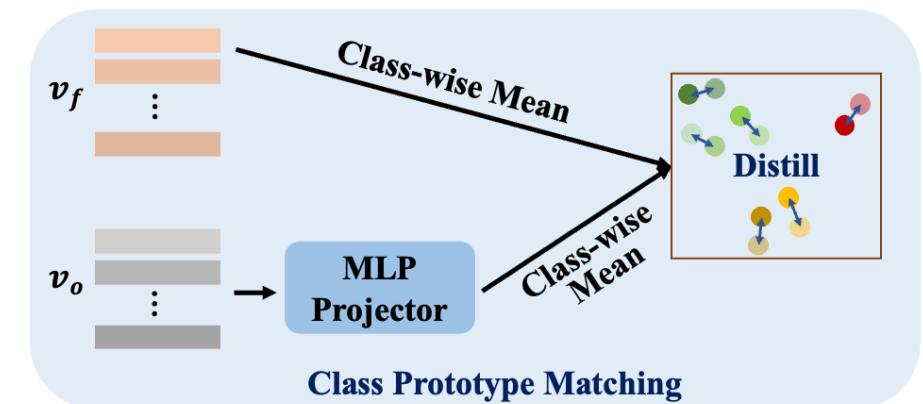 v_f
⋮
Class-wise Mean
Distill
v_o
⋮
MLP
Projector
Class-wise
Mean
Class Prototype Matching